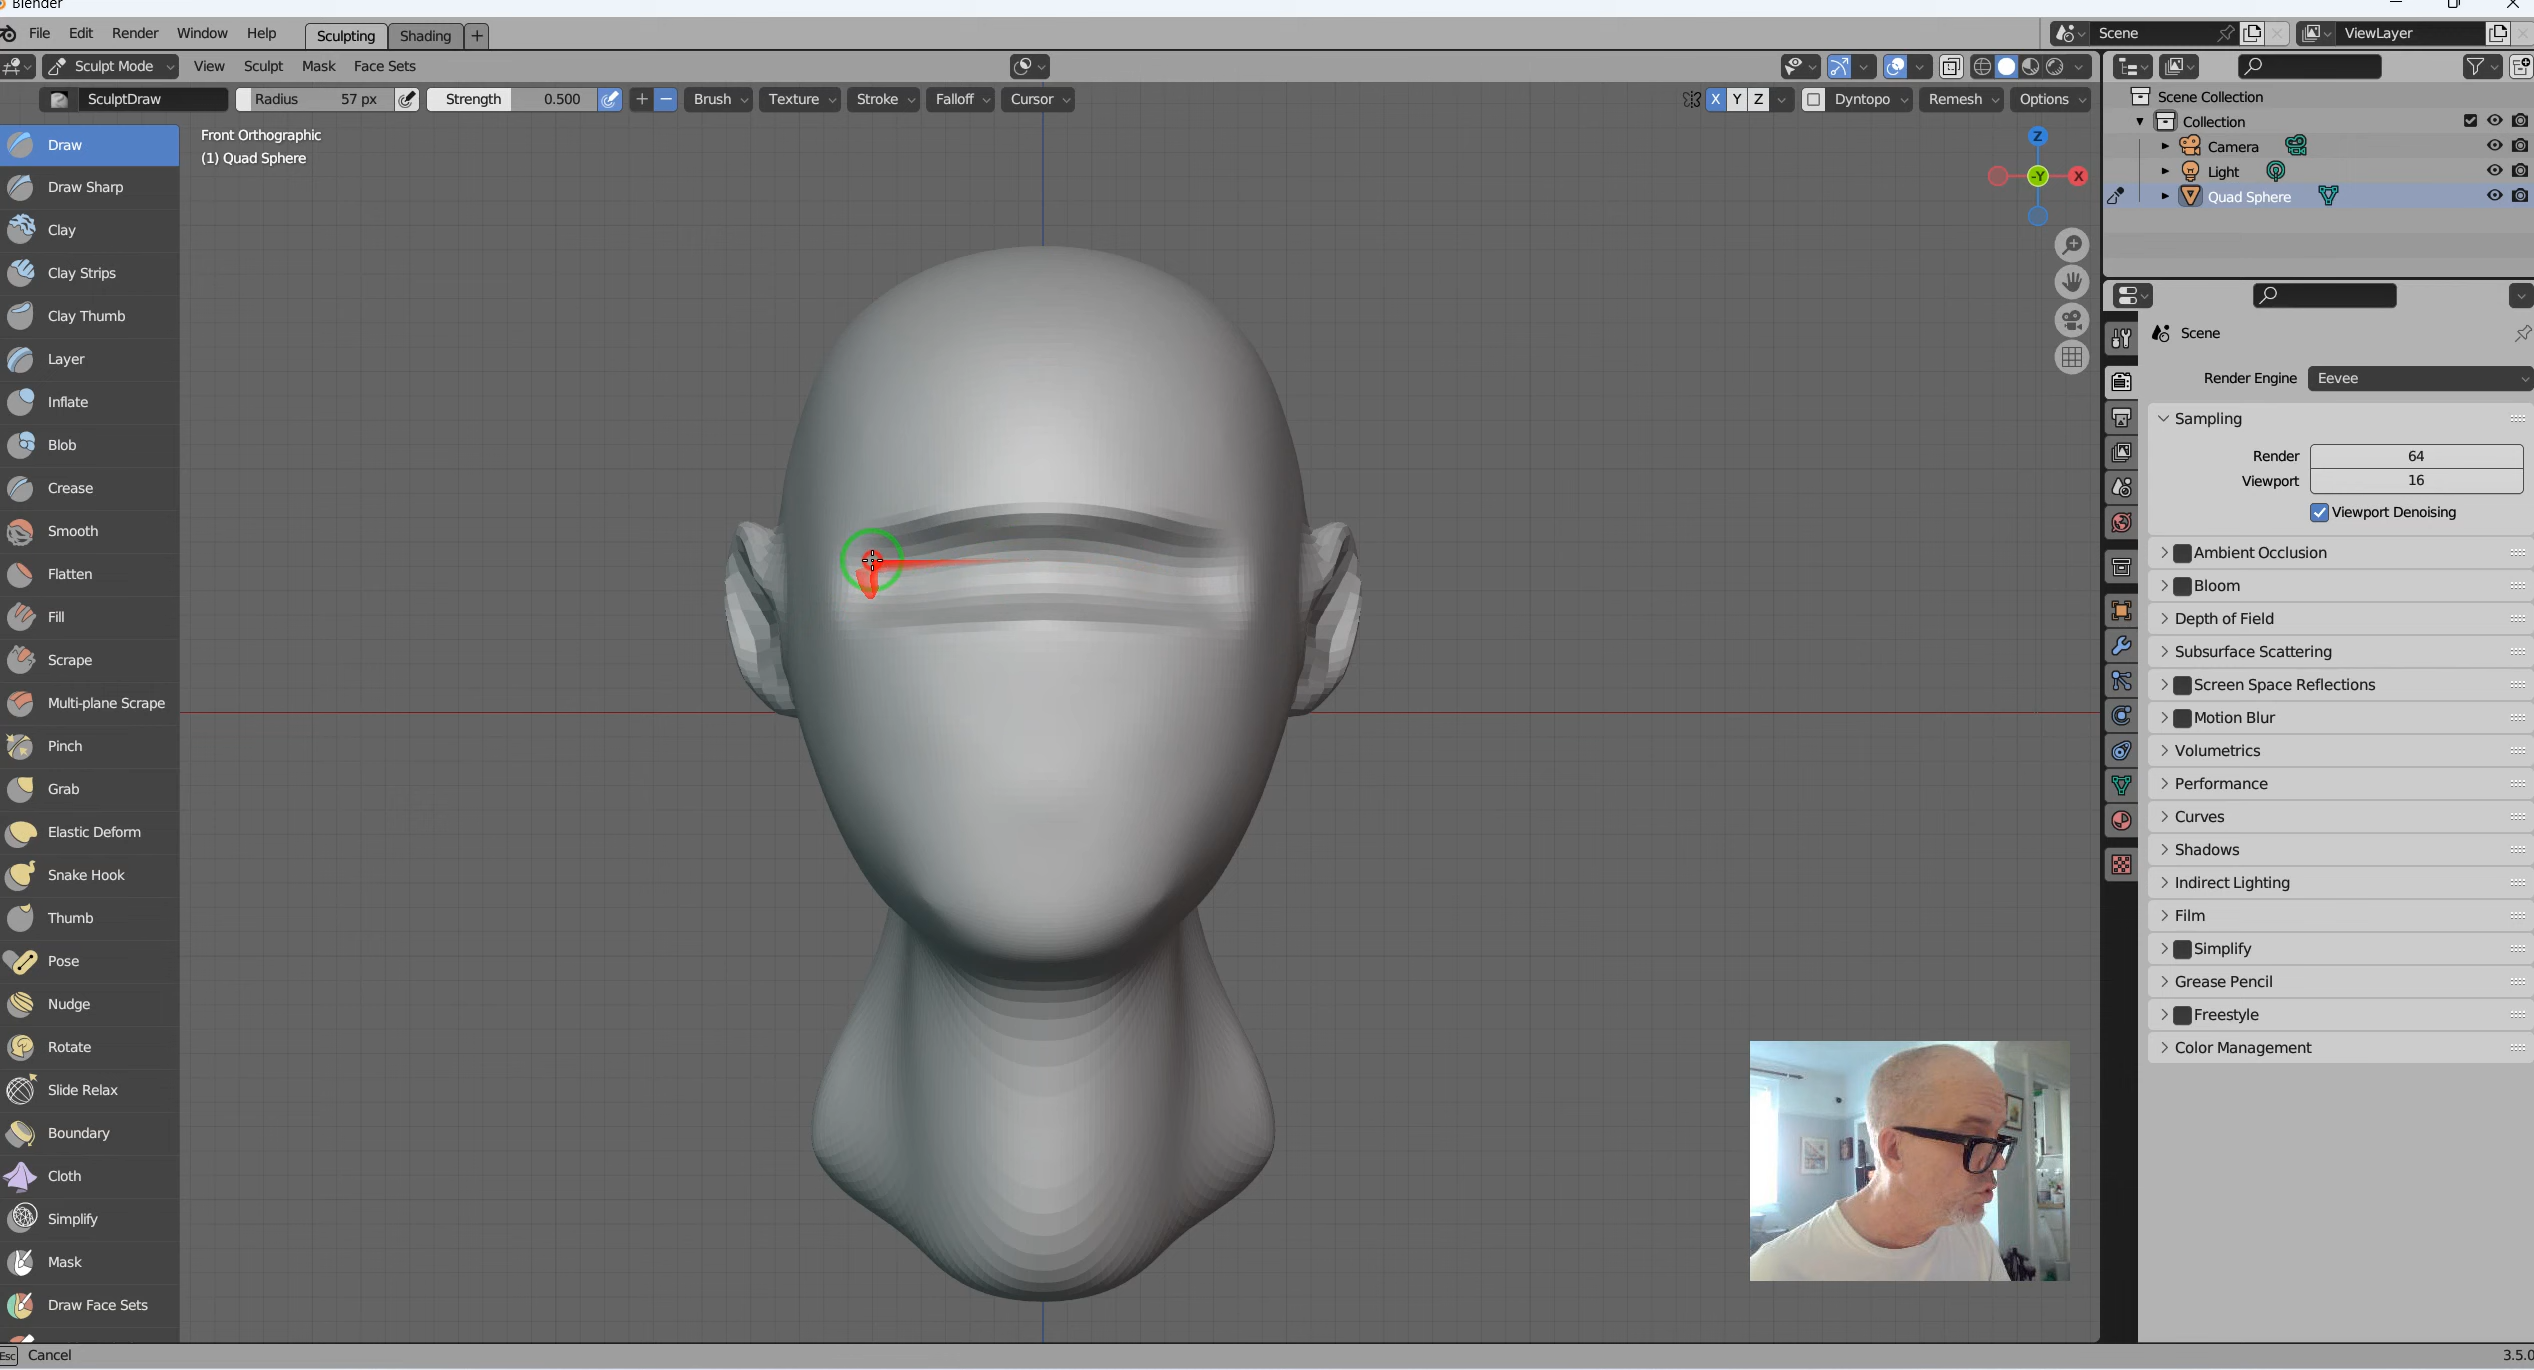 Blender
File Edit Render Window Help Sculpting Shading + Scene ViewLayer
Sculpt Mode View Sculpt Mask Face Sets
SculptDraw Radius 57 px Strength 0.500 + − Brush Texture Stroke Falloff Cursor X Y Z Dyntopo Remesh Options
Front Orthographic
(1) Quad Sphere
Z
-Y X
Draw
Draw Sharp
Clay
Clay Strips
Clay Thumb
Layer
Inflate
Blob
Crease
Smooth
Flatten
Fill
Scrape
Multi-plane Scrape
Pinch
Grab
Elastic Deform
Snake Hook
Thumb
Pose
Nudge
Rotate
Slide Relax
Boundary
Cloth
Simplify
Mask
Draw Face Sets
Scene Collection
Collection
Camera
Light
Quad Sphere
Scene
Render Engine Eevee
Sampling
Render 64
Viewport 16
Viewport Denoising
Ambient Occlusion
Bloom
Depth of Field
Subsurface Scattering
Screen Space Reflections
Motion Blur
Volumetrics
Performance
Curves
Shadows
Indirect Lighting
Film
Simplify
Grease Pencil
Freestyle
Color Management
Esc Cancel 3.5.0